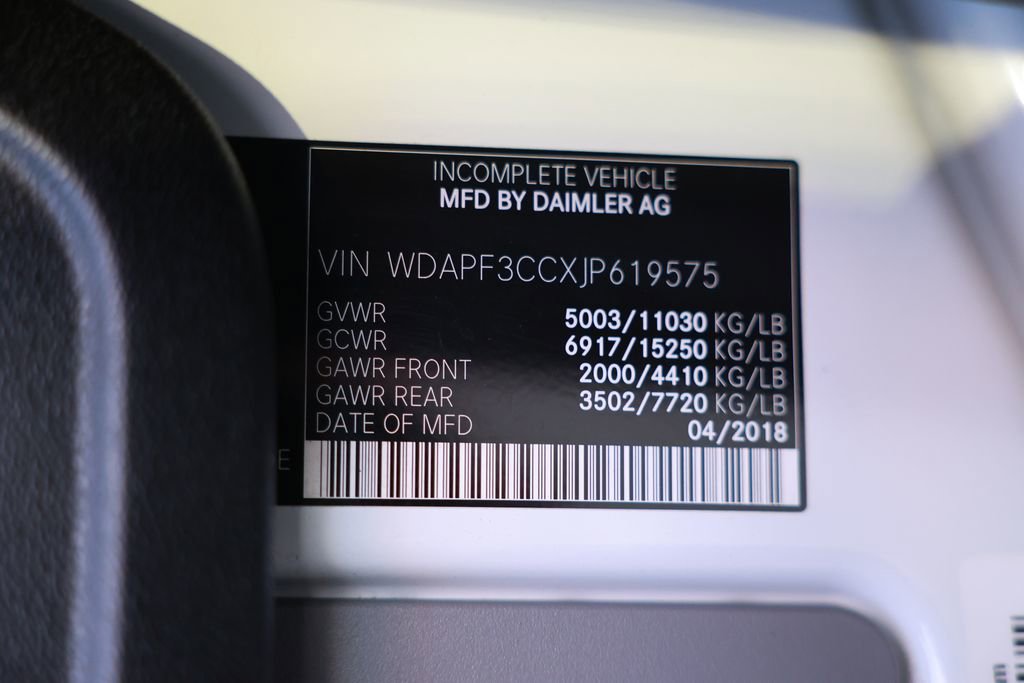 INCOMPLETE VEHICLE
MFD BY DAIMLER AG
VIN WDAPF3CCXJP619575
GVWR 5003/11030 KG/LB
GCWR 6917/15250 KG/LB
GAWR FRONT 2000/4410 KG/LB
GAWR REAR 3502/7720 KG/LB
DATE OF MFD 04/2018
E